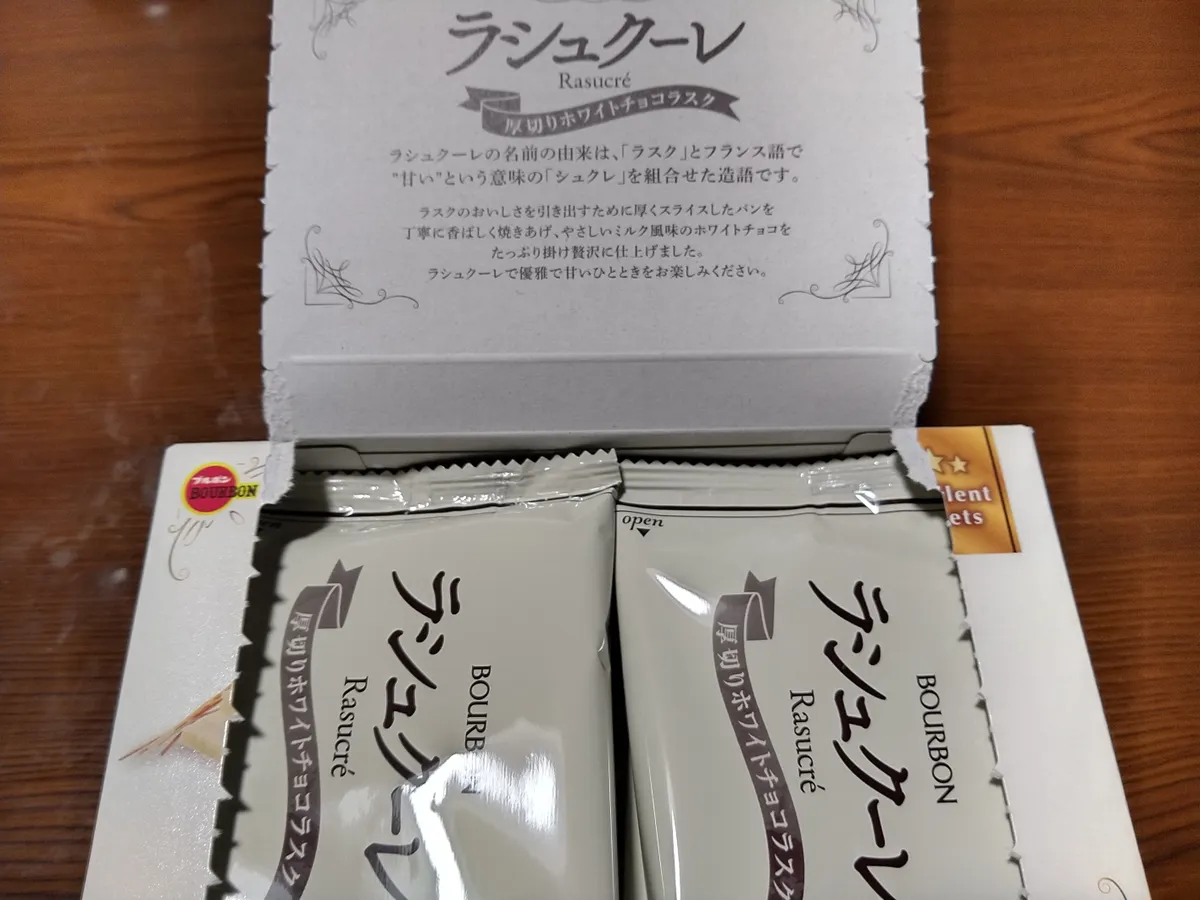 ラシュクーレ
Rasucré
厚切りホワイトチョコラスク
ラシュクーレの名前の由来は、「ラスク」とフランス語で
"甘い"という意味の「シュクレ」を組合せた造語です。
ラスクのおいしさを引き出すために厚くスライスしたパンを
丁寧に香ばしく焼きあげ、やさしいミルク風味のホワイトチョコを
たっぷり掛け贅沢に仕上げました。
ラシュクーレで優雅で甘いひとときをお楽しみください。
ブルボン
BOURBON
open
BOURBON
ラシュクーレ
Rasucré
厚切りホワイトチョコラスク
BOURBON
ラシュクーレ
Rasucré
厚切りホワイトチョコラスク